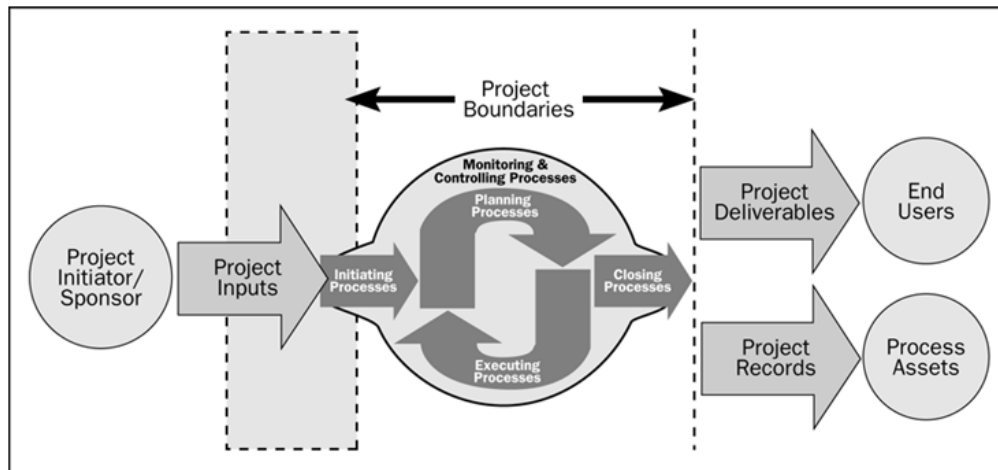 Project
Boundaries
Monitoring &
Controlling Processes
Planning
Processes
Project
Initiator/
Sponsor
Project
Inputs
Initiating
Processes
Closing
Processes
Executing
Processes
Project
Deliverables
End
Users
Project
Records
Process
Assets